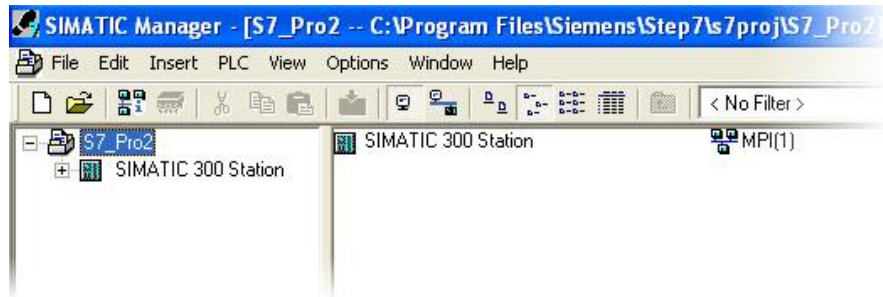 SIMATIC Manager - [S7_Pro2 -- C:\Program Files\Siemens\Step7\s7proj\S7_Pro2]
File Edit Insert PLC View Options Window Help
< No Filter >
S7_Pro2
SIMATIC 300 Station
MPI(1)
SIMATIC 300 Station